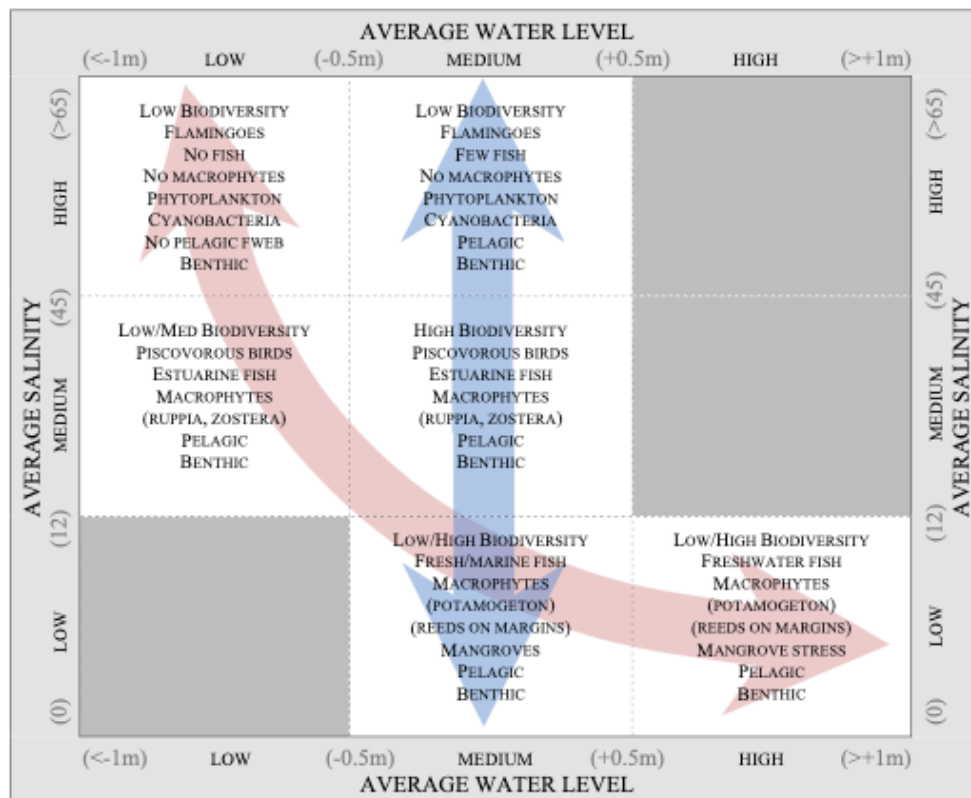 AVERAGE WATER LEVEL
(<-1m) LOW (-0.5m) MEDIUM (+0.5m) HIGH (>+1m)
AVERAGE SALINITY
(>65)
HIGH
(45)
MEDIUM
(12)
LOW
(0)
LOW BIODIVERSITY
FLAMINGOES
NO FISH
NO MACROPHYTES
PHYTOPLANKTON
CYANOBACTERIA
NO PELAGIC FWEB
BENTHIC
LOW BIODIVERSITY
FLAMINGOES
FEW FISH
NO MACROPHYTES
PHYTOPLANKTON
CYANOBACTERIA
PELAGIC
BENTHIC
LOW/MED BIODIVERSITY
PISCOVOROUS BIRDS
ESTUARINE FISH
MACROPHYTES
(RUPPIA, ZOSTERA)
PELAGIC
BENTHIC
HIGH BIODIVERSITY
PISCOVOROUS BIRDS
ESTUARINE FISH
MACROPHYTES
(RUPPIA, ZOSTERA)
PELAGIC
BENTHIC
LOW/HIGH BIODIVERSITY
FRESH/MARINE FISH
MACROPHYTES
(POTAMOGETON)
(REEDS ON MARGINS)
MANGROVES
PELAGIC
BENTHIC
LOW/HIGH BIODIVERSITY
FRESHWATER FISH
MACROPHYTES
(POTAMOGETON)
(REEDS ON MARGINS)
MANGROVE STRESS
PELAGIC
BENTHIC
(>65)
HIGH
(45)
MEDIUM
(12)
LOW
(0)
AVERAGE SALINITY
(<-1m) LOW (-0.5m) MEDIUM (+0.5m) HIGH (>+1m)
AVERAGE WATER LEVEL